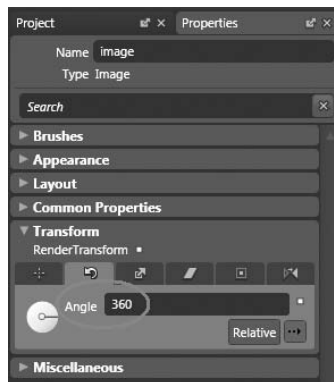 Project Properties
Name image
Type Image
Search
Brushes
Appearance
Layout
Common Properties
Transform
RenderTransform
Angle 360
Relative
Miscellaneous